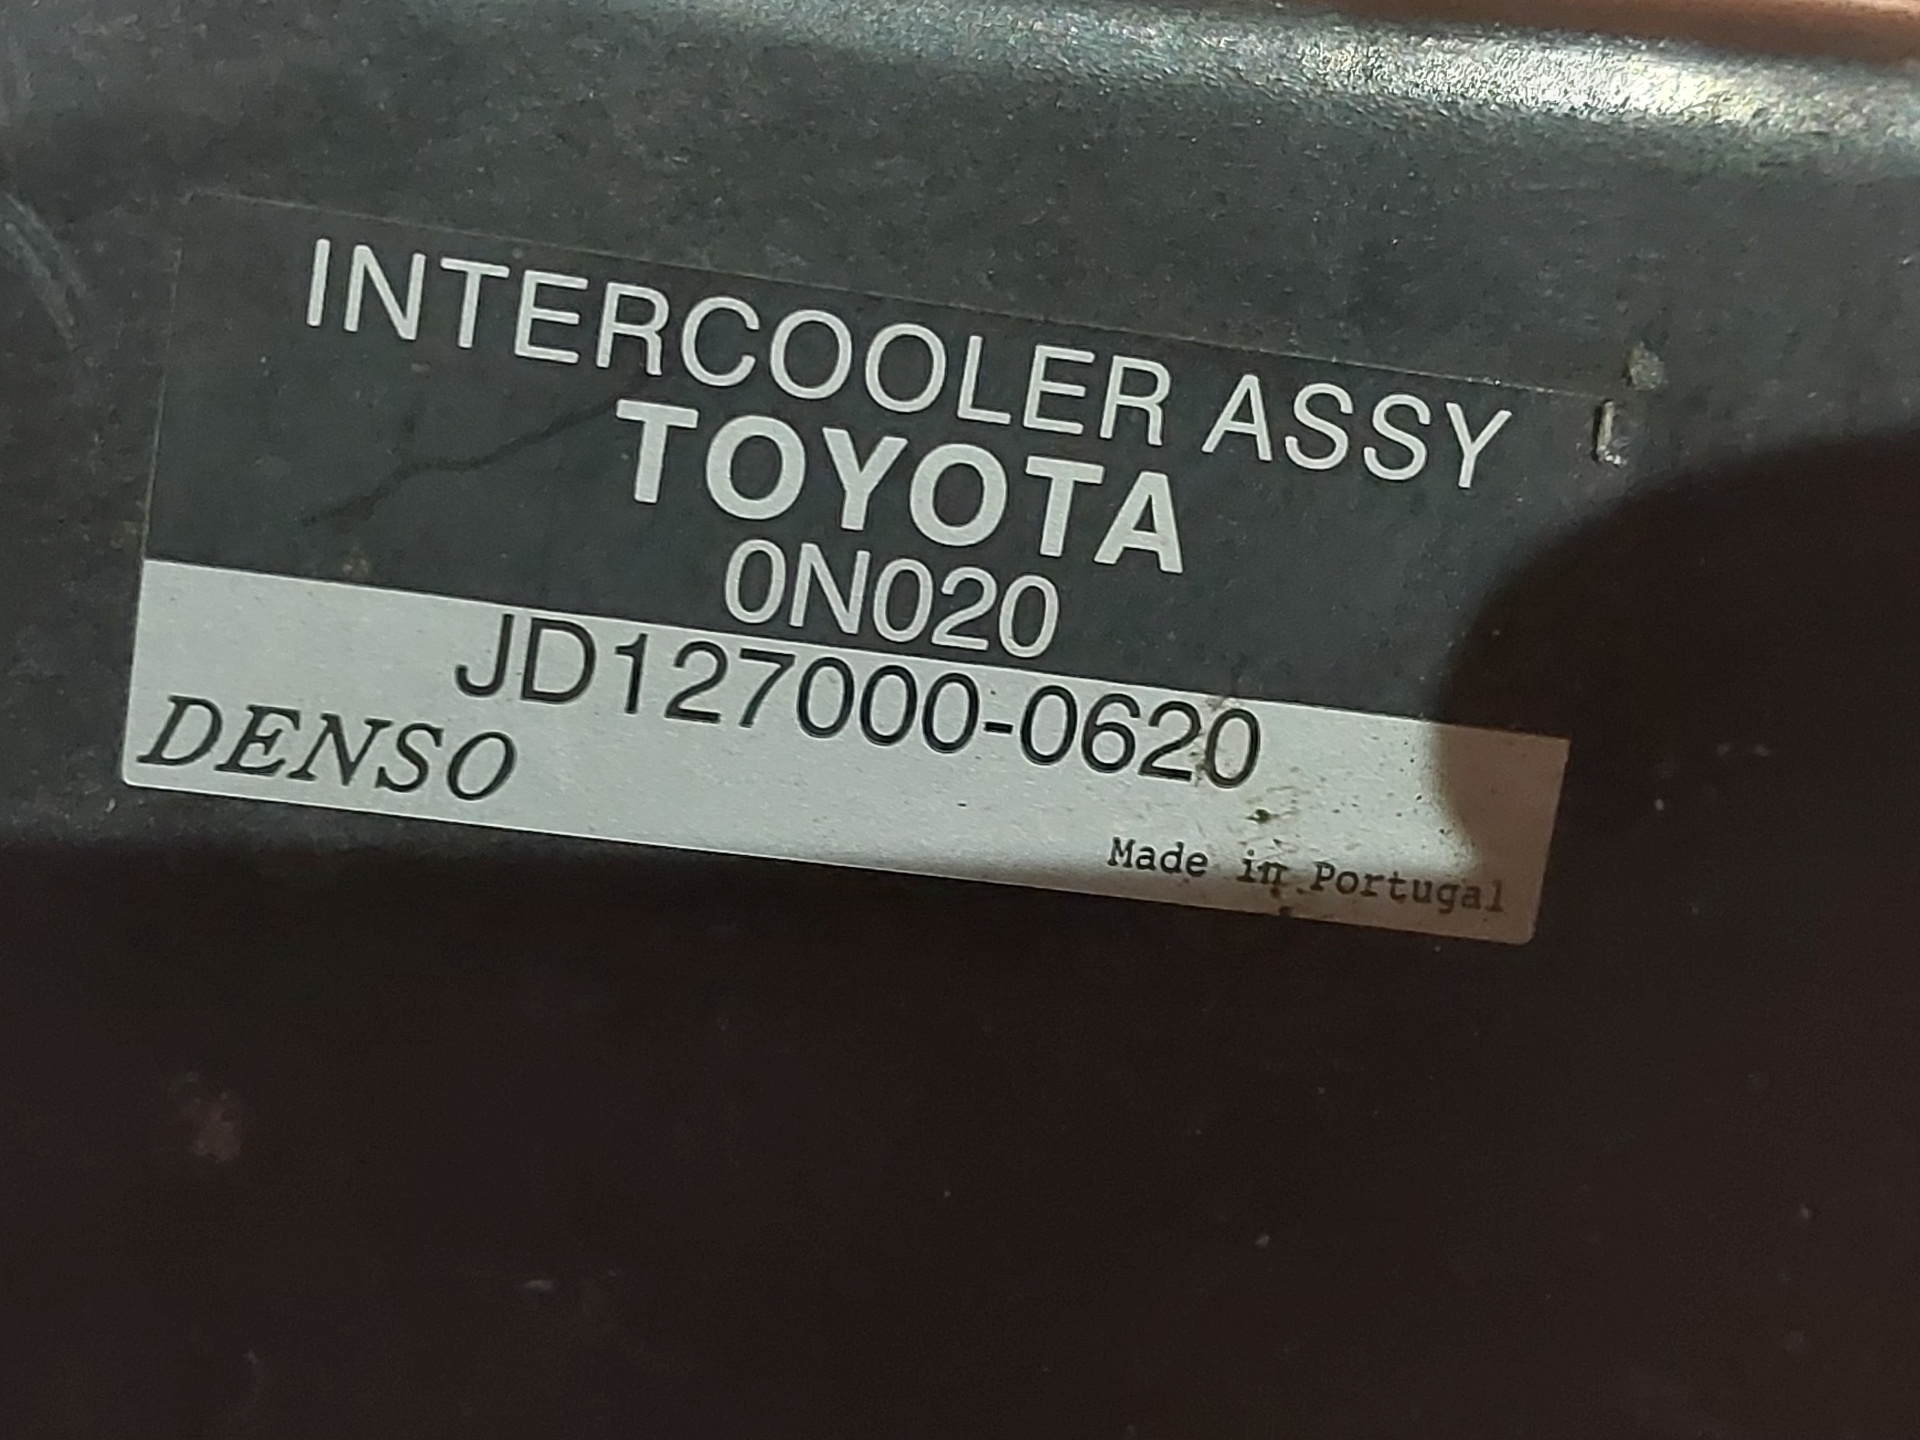 INTERCOOLER ASSY
TOYOTA
0N020
JD127000-0620
DENSO
Made in Portugal